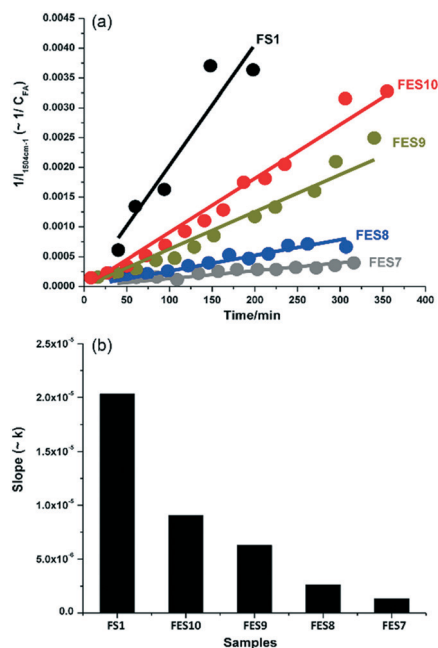 (a)
0.0045
0.0040
0.0035
0.0030
0.0025
0.0020
0.0015
0.0010
0.0005
0.0000
1/I1504cm-1 (~ 1/ CFA)
FS1
FES10
FES9
FES8
FES7
0 50 100 150 200 250 300 350 400
Time/min
(b)
2.5x10-5
2.0x10-5
1.5x10-5
1.0x10-5
5.0x10-6
0.0
Slope (~ k)
FS1 FES10 FES9 FES8 FES7
Samples